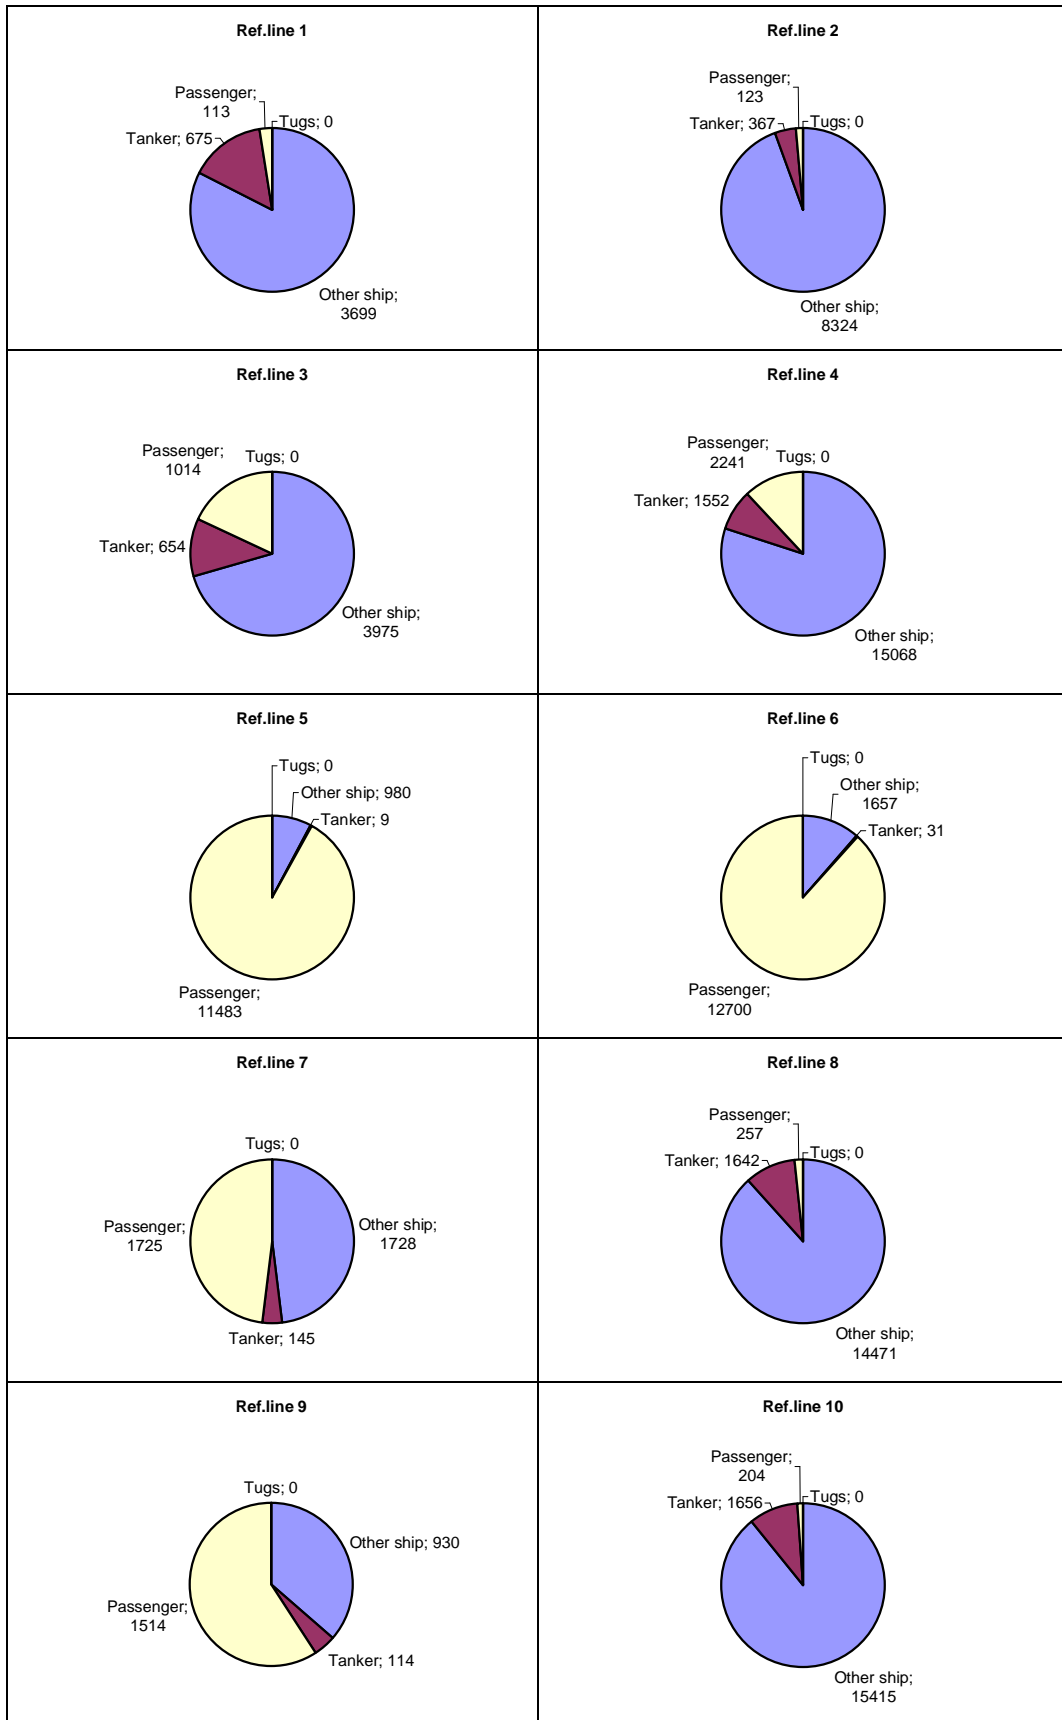 Ref.line 1
Passenger;
113
Tugs; 0
Tanker; 675
Other ship;
3699
Ref.line 2
Passenger;
123
Tugs; 0
Tanker; 367
Other ship;
8324
Ref.line 3
Passenger;
1014
Tugs; 0
Tanker; 654
Other ship;
3975
Ref.line 4
Passenger;
2241
Tugs; 0
Tanker; 1552
Other ship;
15068
Ref.line 5
Tugs; 0
Other ship; 980
Tanker; 9
Passenger;
11483
Ref.line 6
Tugs; 0
Other ship;
1657
Tanker; 31
Passenger;
12700
Ref.line 7
Tugs; 0
Passenger;
1725
Other ship;
1728
Tanker; 145
Ref.line 8
Passenger;
257
Tugs; 0
Tanker; 1642
Other ship;
14471
Ref.line 9
Tugs; 0
Other ship; 930
Passenger;
1514
Tanker; 114
Ref.line 10
Passenger;
204
Tugs; 0
Tanker; 1656
Other ship;
15415